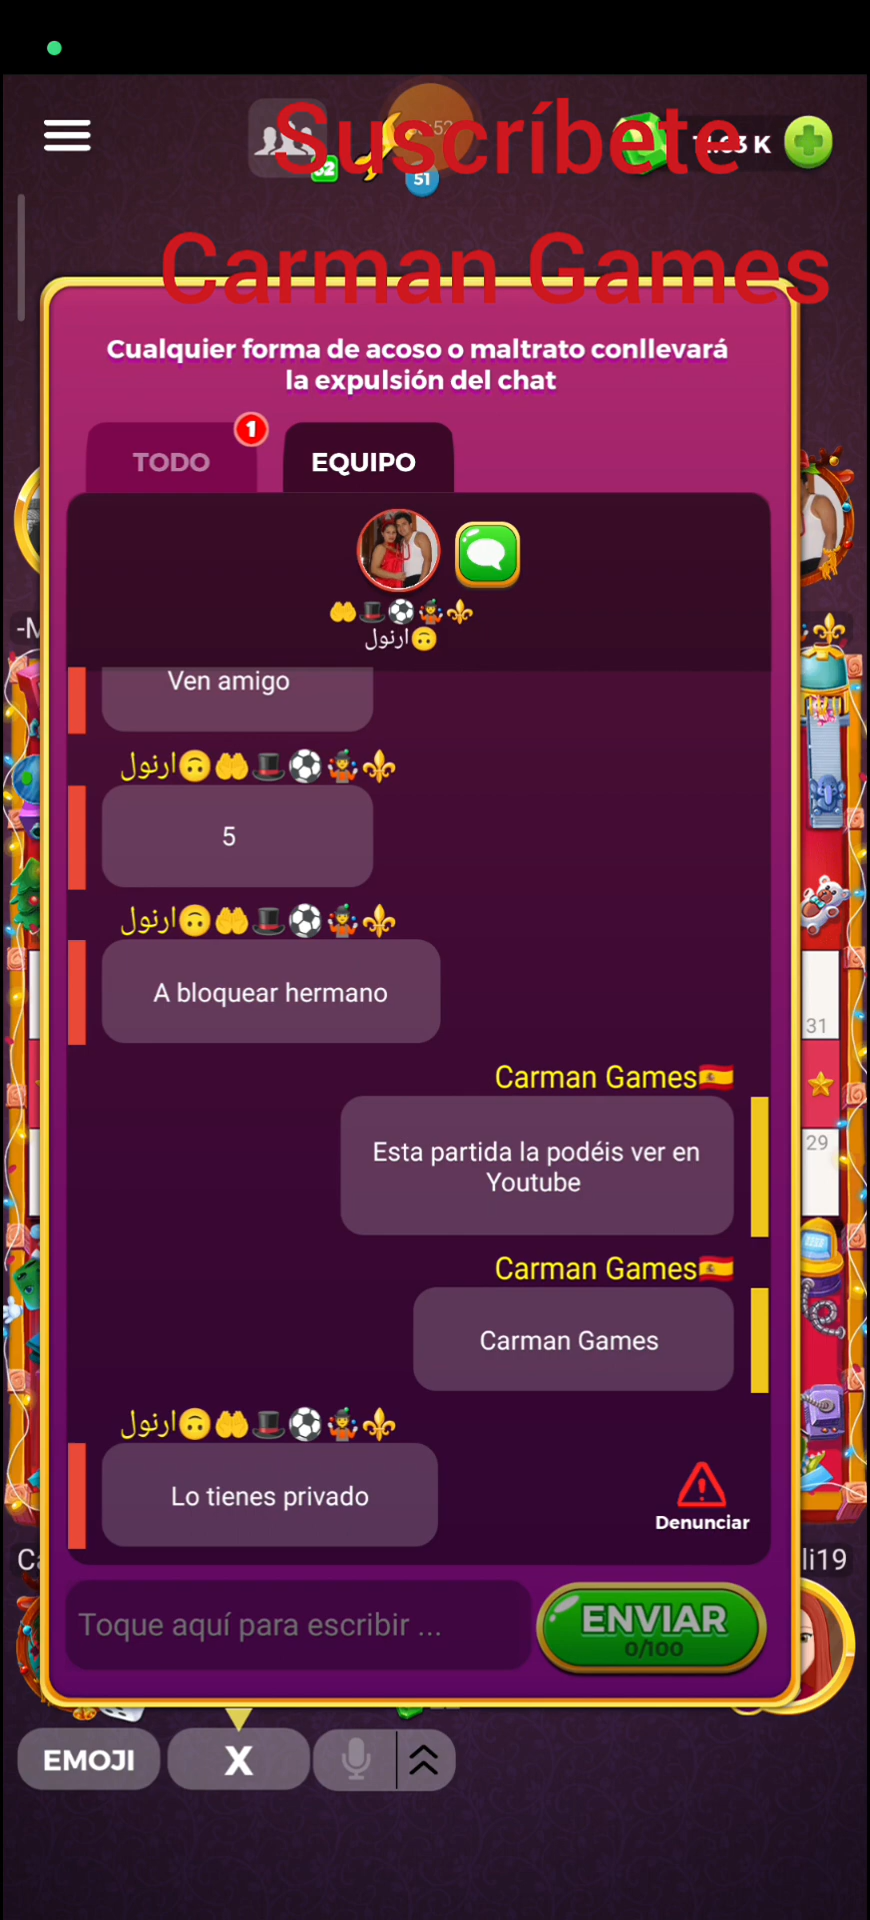 Suscríbete
51
Carman Games
Cualquier forma de acoso o maltrato conllevará
la expulsión del chat
1
TODO
EQUIPO
🤲🎩⚽🤹⚜️
ارنول🙃
Ven amigo
ارنول🙃🤲🎩⚽🤹⚜️
5
ارنول🙃🤲🎩⚽🤹⚜️
A bloquear hermano
31
Carman Games🇪🇸
Esta partida la podéis ver en
Youtube
29
Carman Games🇪🇸
Carman Games
ارنول🙃🤲🎩⚽🤹⚜️
Lo tienes privado
Denunciar
li19
Toque aquí para escribir ...
ENVIAR
0/100
EMOJI
X